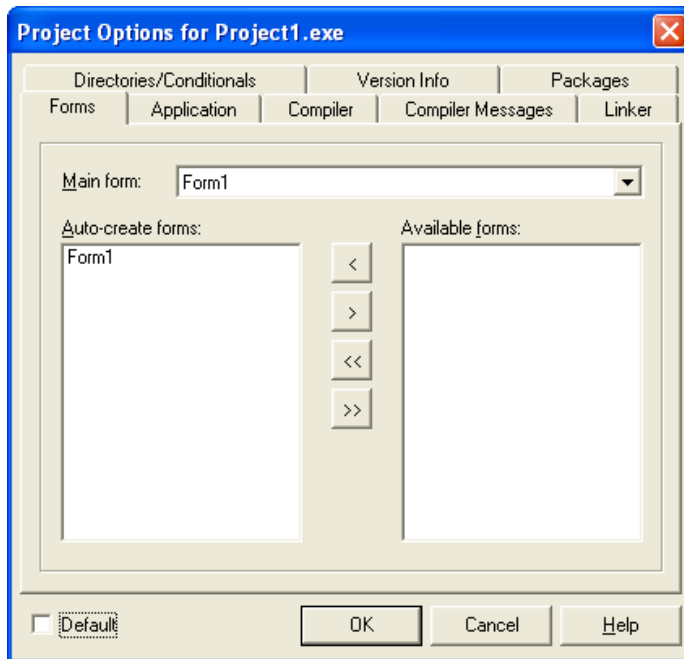 Project Options for Project1.exe
Directories/Conditionals Version Info Packages
Forms Application Compiler Compiler Messages Linker
Main form: Form1
Auto-create forms: Available forms:
Form1
<
>
<<
>>
Default OK Cancel Help